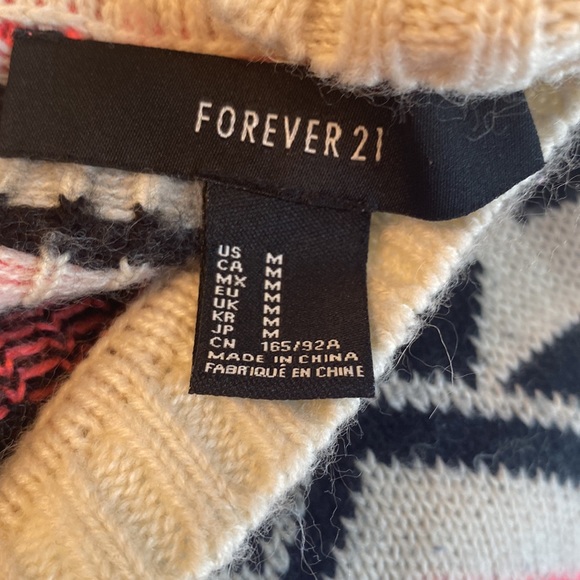 FOREVER 21
US M
CA M
MX M
EU M
UK M
KR M
JP M
CN 165/92A
MADE IN CHINA
FABRIQUÉ EN CHINE